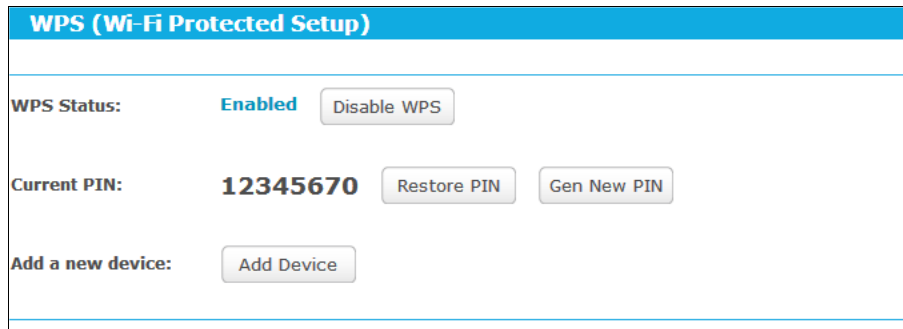 WPS (Wi-Fi Protected Setup)
WPS Status: Enabled Disable WPS
Current PIN: 12345670 Restore PIN Gen New PIN
Add a new device: Add Device